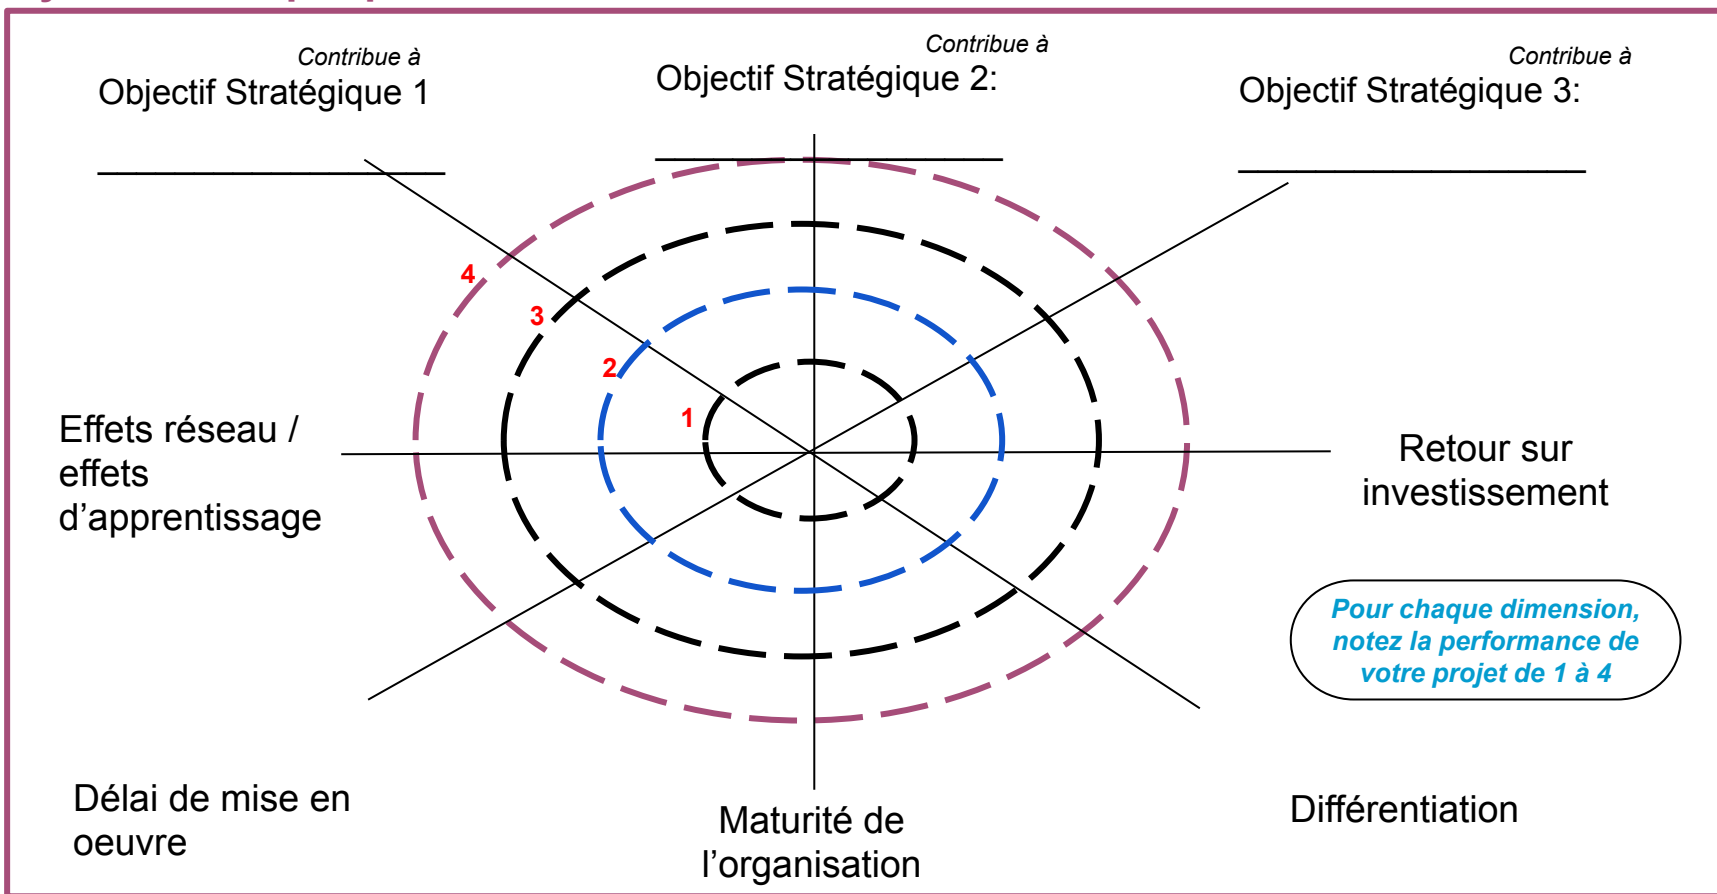 Contribue à
Objectif Stratégique 1
Contribue à
Objectif Stratégique 2:
Contribue à
Objectif Stratégique 3:
4
3
2
1
Effets réseau /
effets
d’apprentissage
Retour sur
investissement
Pour chaque dimension,
notez la performance de
votre projet de 1 à 4
Délai de mise en
oeuvre
Maturité de
l’organisation
Différentiation